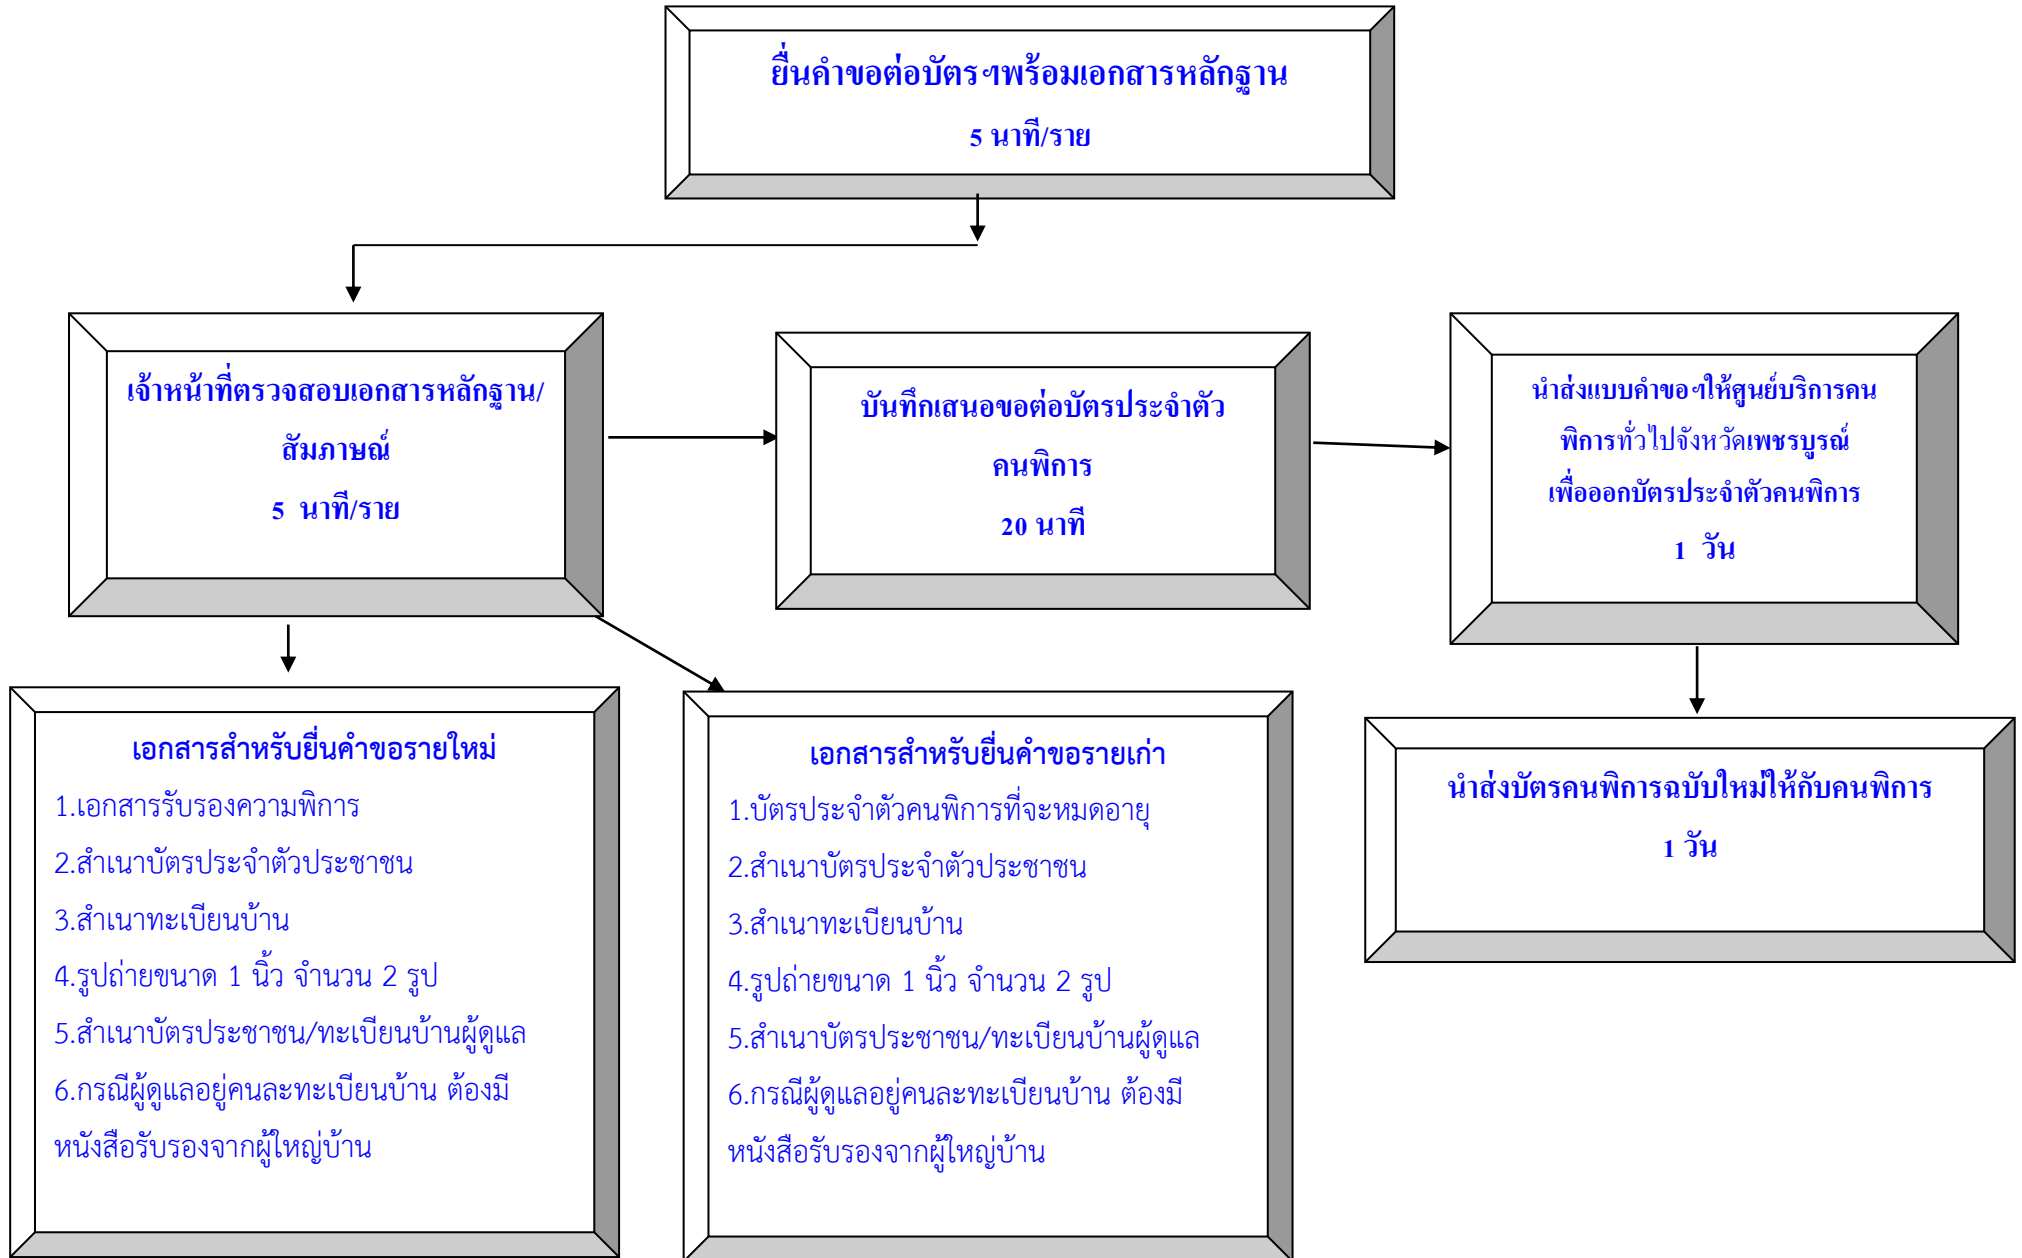 ยื่นคำขอต่อบัตรฯพร้อมเอกสารหลักฐาน
5 นาที/ราย
เจ้าหน้าที่ตรวจสอบเอกสารหลักฐาน/
สัมภาษณ์
5 นาที/ราย
บันทึกเสนอขอต่อบัตรประจำตัว
คนพิการ
20 นาที
นำส่งแบบคำขอฯให้ศูนย์บริการคน
พิการทั่วไปจังหวัดเพชรบูรณ์
เพื่อออกบัตรประจำตัวคนพิการ
1 วัน
เอกสารสำหรับยื่นคำขอรายใหม่
1.เอกสารรับรองความพิการ
2.สำเนาบัตรประจำตัวประชาชน
3.สำเนาทะเบียนบ้าน
4.รูปถ่ายขนาด 1 นิ้ว จำนวน 2 รูป
5.สำเนาบัตรประชาชน/ทะเบียนบ้านผู้ดูแล
6.กรณีผู้ดูแลอยู่คนละทะเบียนบ้าน ต้องมี
หนังสือรับรองจากผู้ใหญ่บ้าน
เอกสารสำหรับยื่นคำขอรายเก่า
1.บัตรประจำตัวคนพิการที่จะหมดอายุ
2.สำเนาบัตรประจำตัวประชาชน
3.สำเนาทะเบียนบ้าน
4.รูปถ่ายขนาด 1 นิ้ว จำนวน 2 รูป
5.สำเนาบัตรประชาชน/ทะเบียนบ้านผู้ดูแล
6.กรณีผู้ดูแลอยู่คนละทะเบียนบ้าน ต้องมี
หนังสือรับรองจากผู้ใหญ่บ้าน
นำส่งบัตรคนพิการฉบับใหม่ให้กับคนพิการ
1 วัน